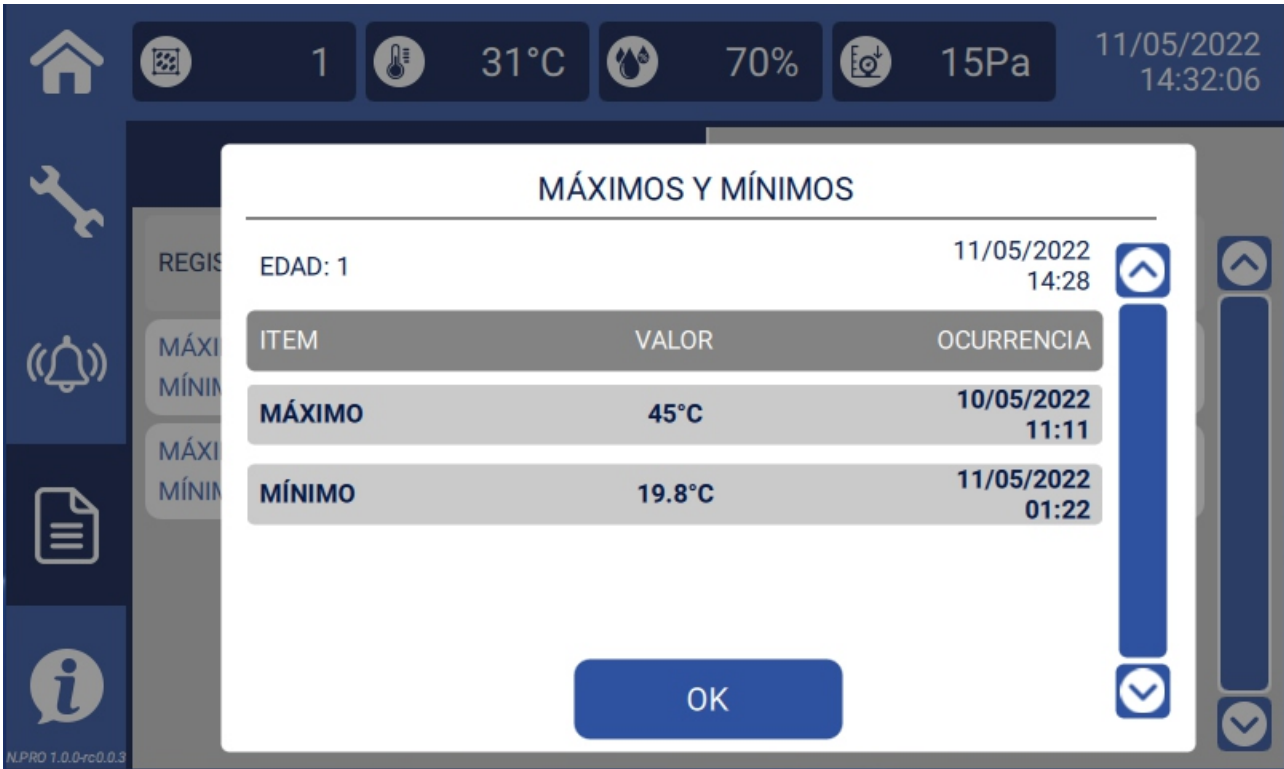 1
31°C
70%
15Pa
11/05/2022
14:32:06
MÁXIMOS Y MÍNIMOS
EDAD: 1
11/05/2022
14:28
ITEM VALOR OCURRENCIA
MÁXIMO 45°C 10/05/2022
11:11
MÍNIMO 19.8°C 11/05/2022
01:22
OK
REGIS
MÁXI
MÍNIM
MÁXI
MÍNIM
N.PRO 1.0.0-rc0.0.3